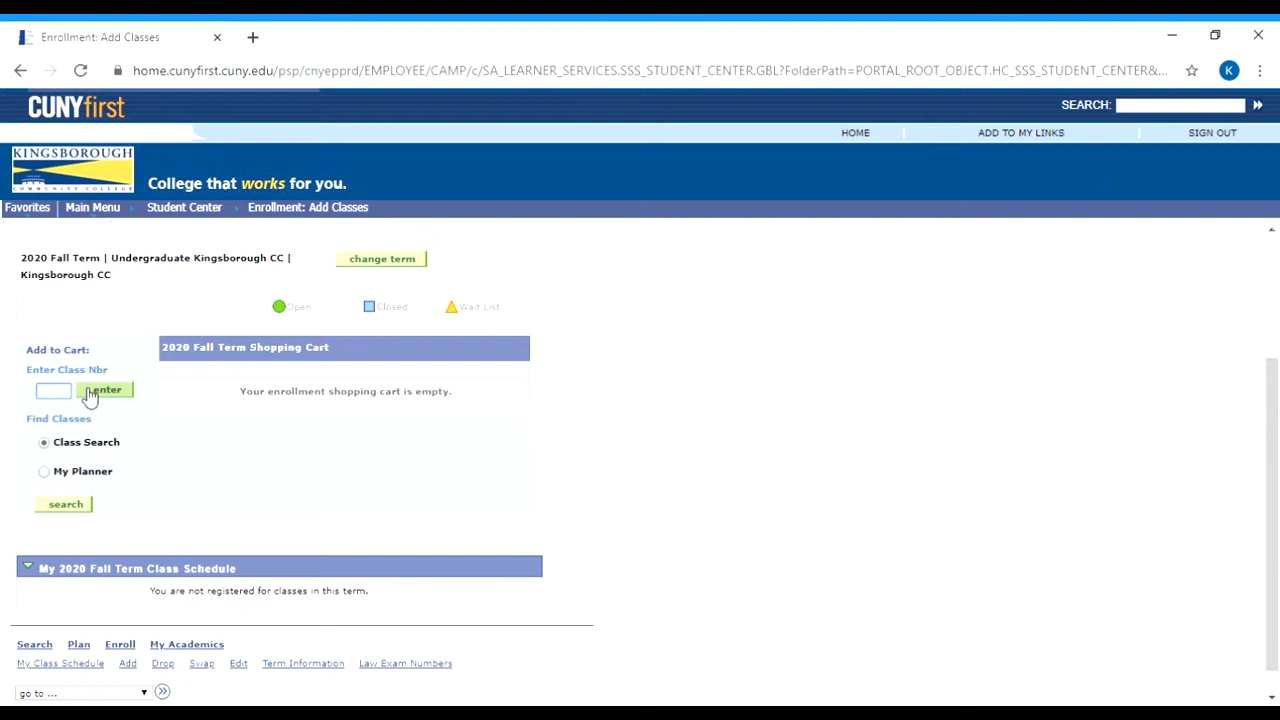 Enrollment: Add Classes
home.cunyfirst.cuny.edu/psp/cnyepprd/EMPLOYEE/CAMP/c/SA_LEARNER_SERVICES.SSS_STUDENT_CENTER.GBL?FolderPath=PORTAL_ROOT_OBJECT.HC_SSS_STUDENT_CENTER&...
K
CUNYfirst
SEARCH:
HOME
ADD TO MY LINKS
SIGN OUT
KINGSBOROUGH
COMMUNITY COLLEGE
College that works for you.
Favorites
Main Menu
Student Center
Enrollment: Add Classes
2020 Fall Term | Undergraduate Kingsborough CC |
Kingsborough CC
change term
Open
Closed
Wait List
Add to Cart:
2020 Fall Term Shopping Cart
Enter Class Nbr
enter
Your enrollment shopping cart is empty.
Find Classes
Class Search
My Planner
search
My 2020 Fall Term Class Schedule
You are not registered for classes in this term.
Search Plan Enroll My Academics
My Class Schedule Add Drop Swap Edit Term Information Law Exam Numbers
go to ...